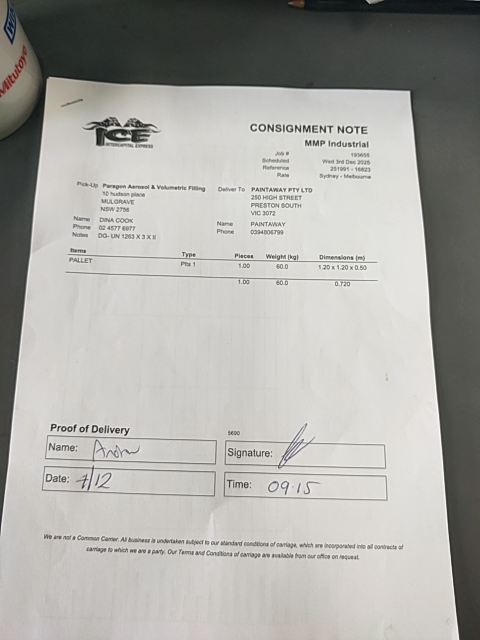 Mitutoyo
ICE
INTERCAPITAL EXPRESS
CONSIGNMENT NOTE
MMP Industrial
Job # 193658
Scheduled Wed 3rd Dec 2025
Reference 251991 - 16823
Rate Sydney - Melbourne
Pick-Up Paragon Aerosol & Volumetric Filling
10 hudson place
MULGRAVE
NSW 2756
Name DINA COOK
Phone 02 4577 6977
Notes DG- UN 1263 X 3 X II
Deliver To PAINTAWAY PTY LTD
250 HIGH STREET
PRESTON SOUTH
VIC 3072
Name PAINTAWAY
Phone 0394806799
Items Type Pieces Weight (kg) Dimensions (m)
PALLET Plts 1 1.00 60.0 1.20 x 1.20 x 0.50
1.00 60.0 0.720
Proof of Delivery
5690
Name: Andrew
Signature:
Date: 7/12
Time: 09:15
We are not a Common Carrier. All business is undertaken subject to our standard conditions of carriage, which are incorporated into all contracts of
carriage to which we are a party. Our Terms and Conditions of carriage are available from our office on request.